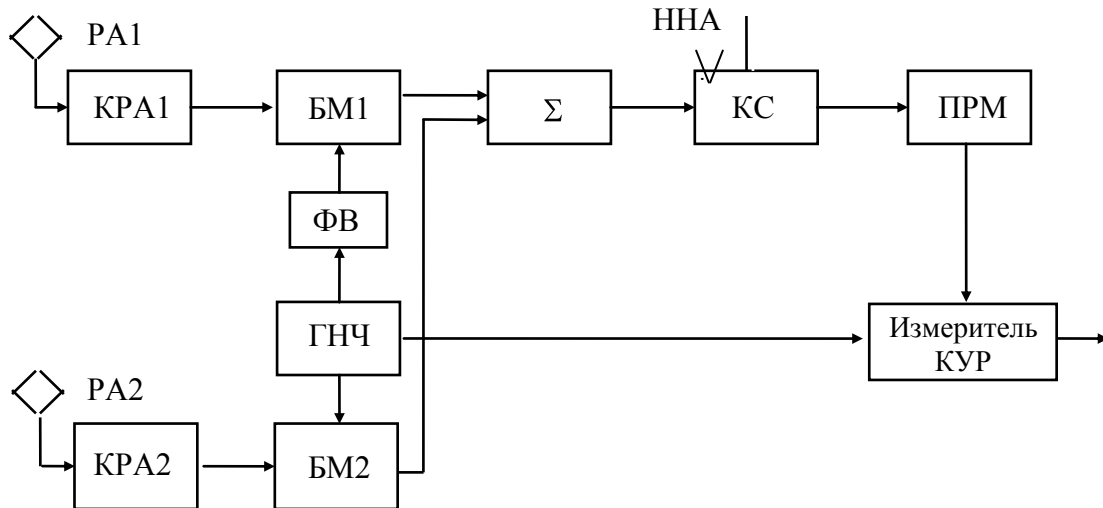 РА1
ННА
КРА1
БМ1
Σ
КС
ПРМ
ФВ
ГНЧ
Измеритель
КУР
РА2
КРА2
БМ2